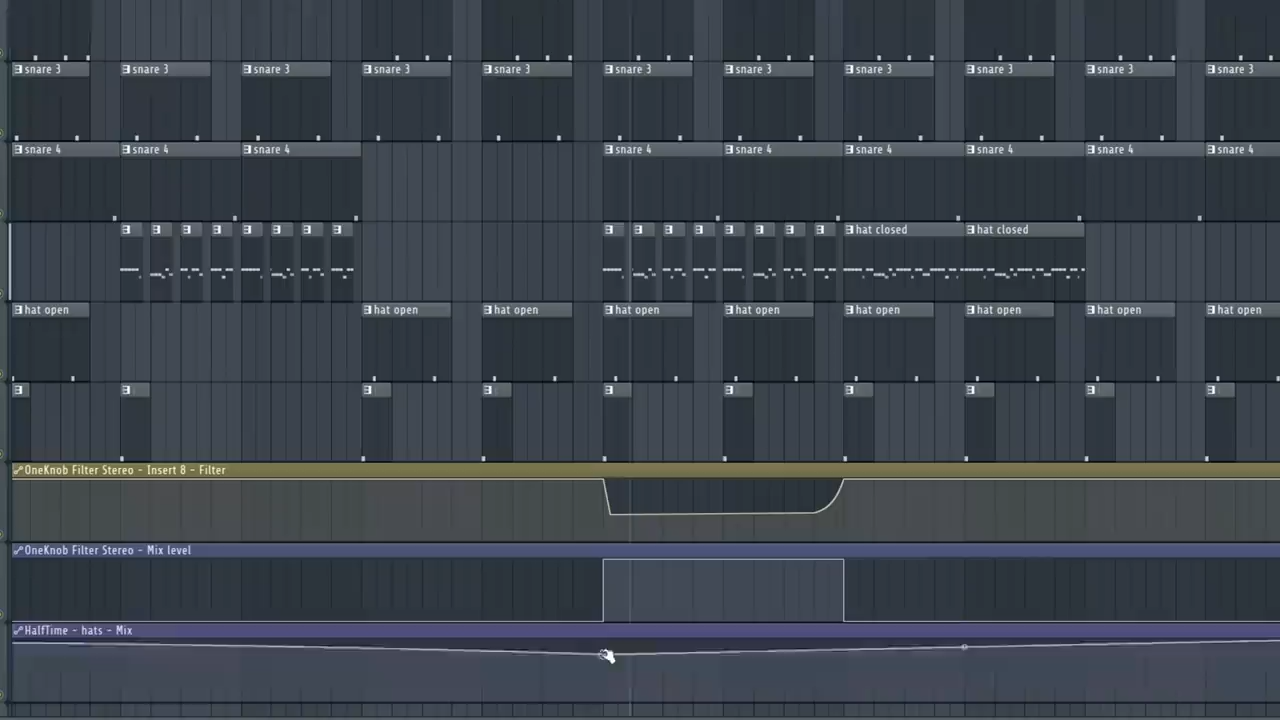 snare 3 snare 3 snare 3 snare 3 snare 3 snare 3 snare 3 snare 3 snare 3 snare 3 snare 3
snare 4 snare 4 snare 4 snare 4 snare 4 snare 4 snare 4 snare 4 snare 4
hat closed hat closed
hat open hat open hat open hat open hat open hat open hat open hat open hat open
OneKnob Filter Stereo - Insert 8 - Filter
OneKnob Filter Stereo - Mix level
HalfTime - hats - Mix